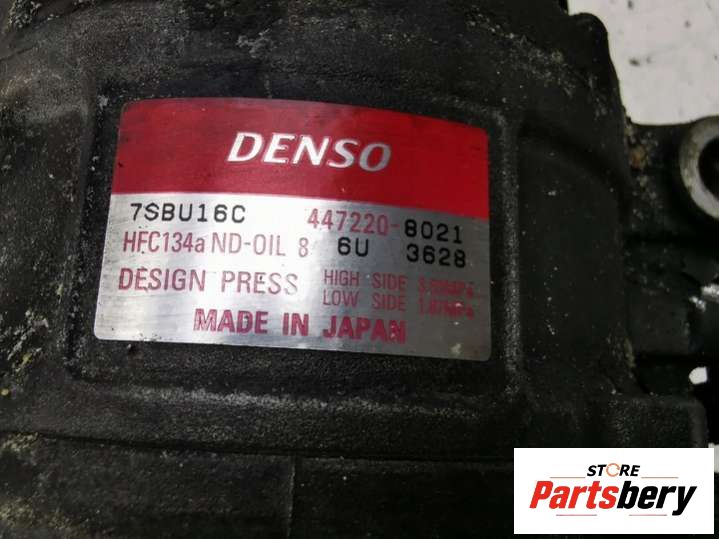 DENSO
7SBU16C 447220-8021
HFC134a ND-OIL 8 6U 3628
DESIGN PRESS HIGH SIDE
LOW SIDE
MADE IN JAPAN
STORE
Partsbery